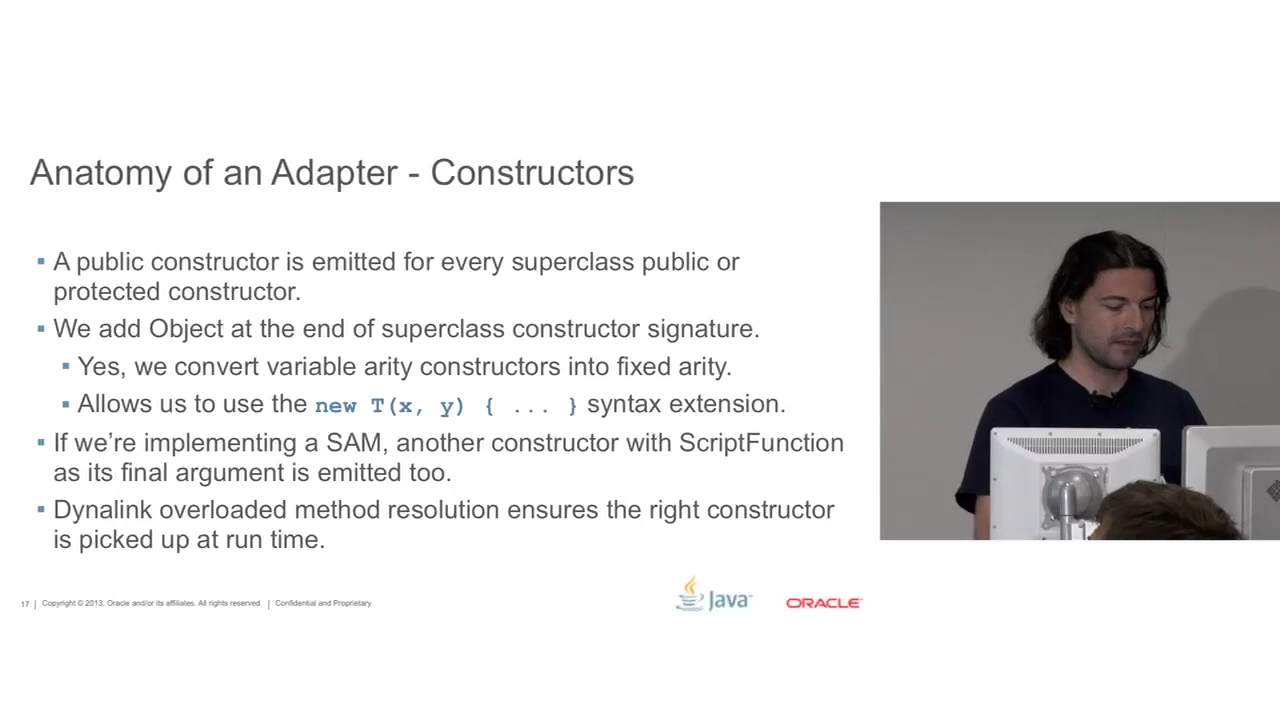 Anatomy of an Adapter - Constructors
▪ A public constructor is emitted for every superclass public or
protected constructor.
▪ We add Object at the end of superclass constructor signature.
▪ Yes, we convert variable arity constructors into fixed arity.
▪ Allows us to use the new T(x, y) { ... } syntax extension.
▪ If we're implementing a SAM, another constructor with ScriptFunction
as its final argument is emitted too.
▪ Dynalink overloaded method resolution ensures the right constructor
is picked up at run time.
17 | Copyright © 2013, Oracle and/or its affiliates. All rights reserved. | Confidential and Proprietary
Java™ ORACLE